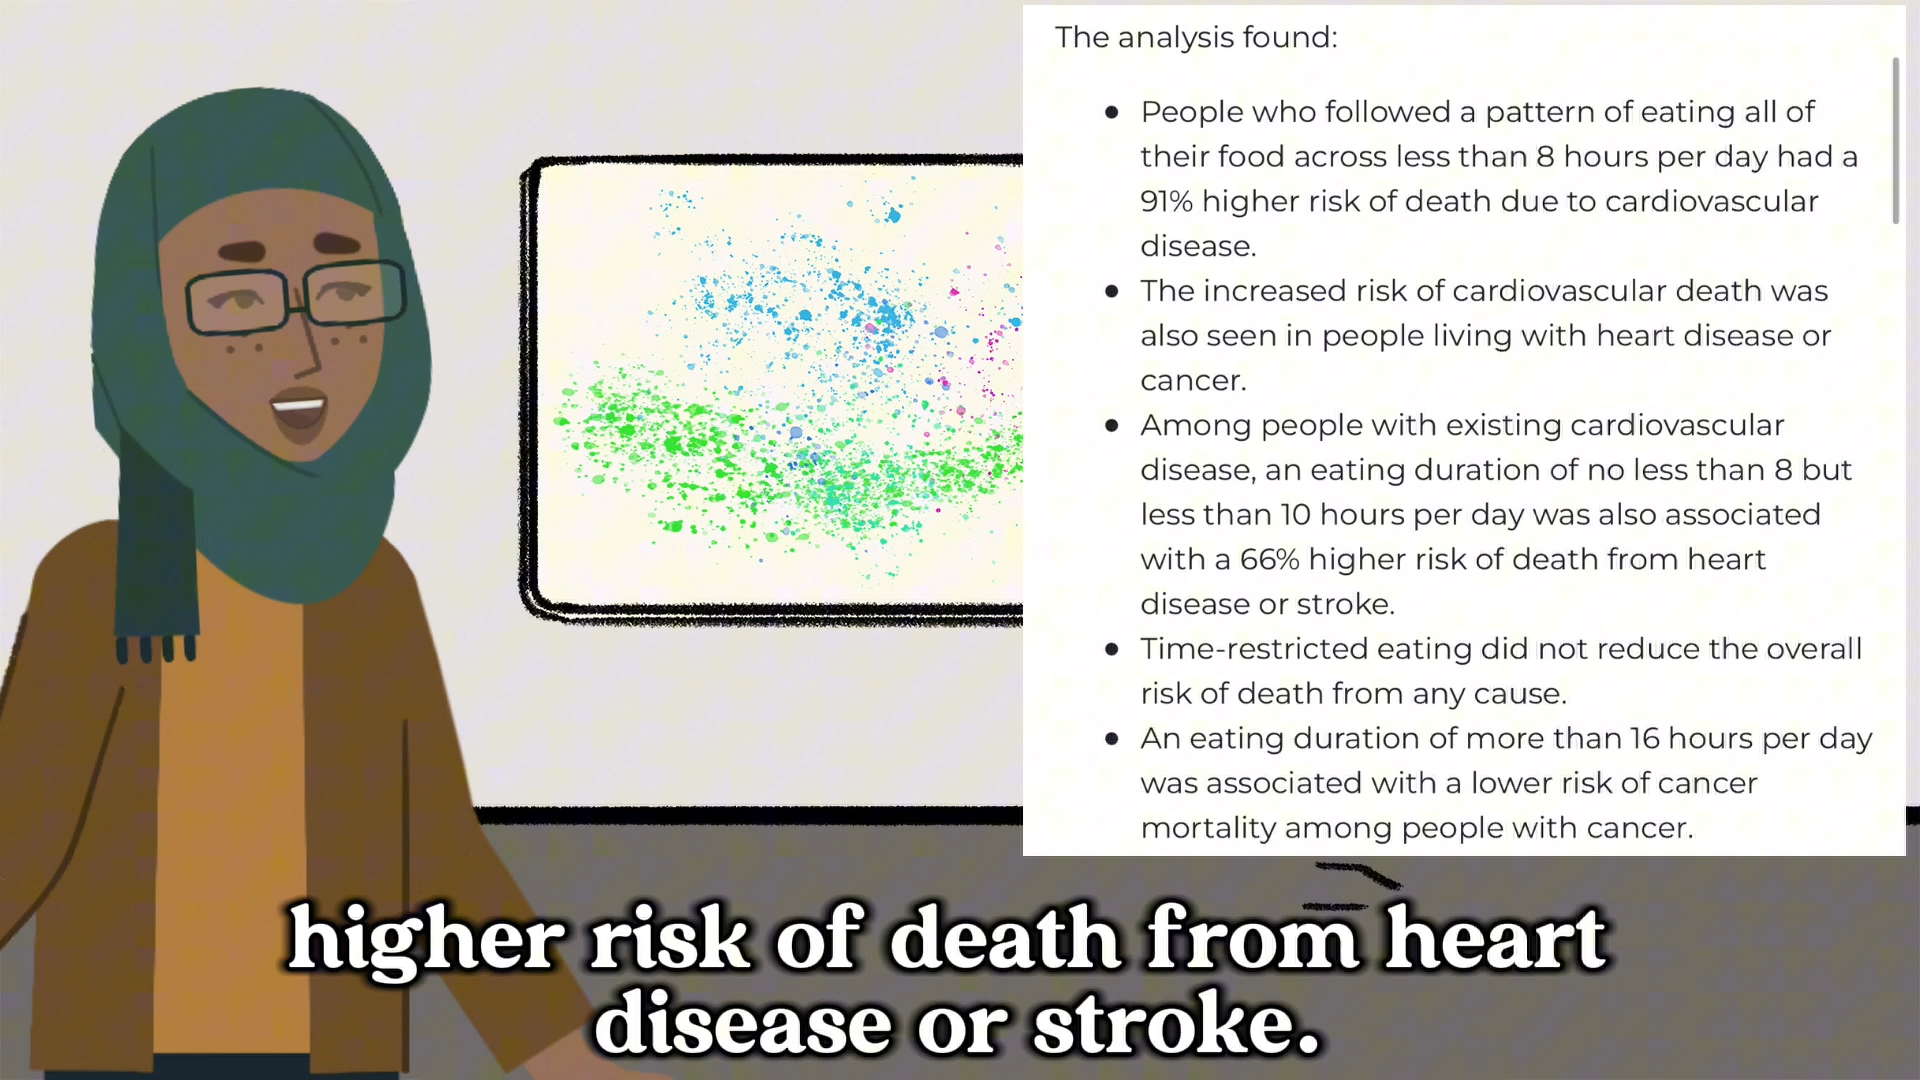 The analysis found:
● People who followed a pattern of eating all of
their food across less than 8 hours per day had a
91% higher risk of death due to cardiovascular
disease.
● The increased risk of cardiovascular death was
also seen in people living with heart disease or
cancer.
● Among people with existing cardiovascular
disease, an eating duration of no less than 8 but
less than 10 hours per day was also associated
with a 66% higher risk of death from heart
disease or stroke.
● Time-restricted eating did not reduce the overall
risk of death from any cause.
● An eating duration of more than 16 hours per day
was associated with a lower risk of cancer
mortality among people with cancer.
higher risk of death from heart
disease or stroke.